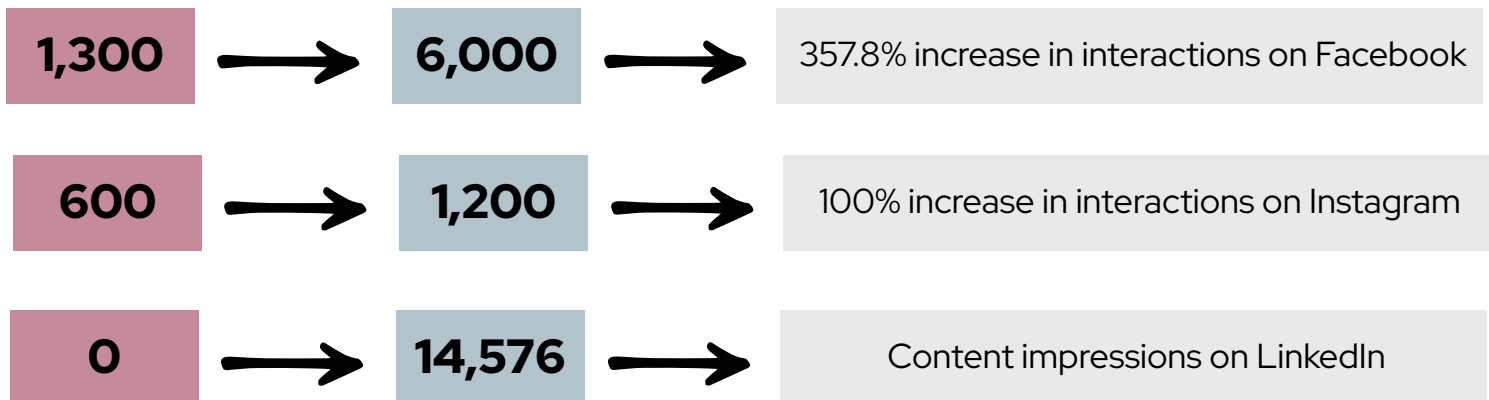 1,300 6,000 357.8% increase in interactions on Facebook
600 1,200 100% increase in interactions on Instagram
0 14,576 Content impressions on LinkedIn